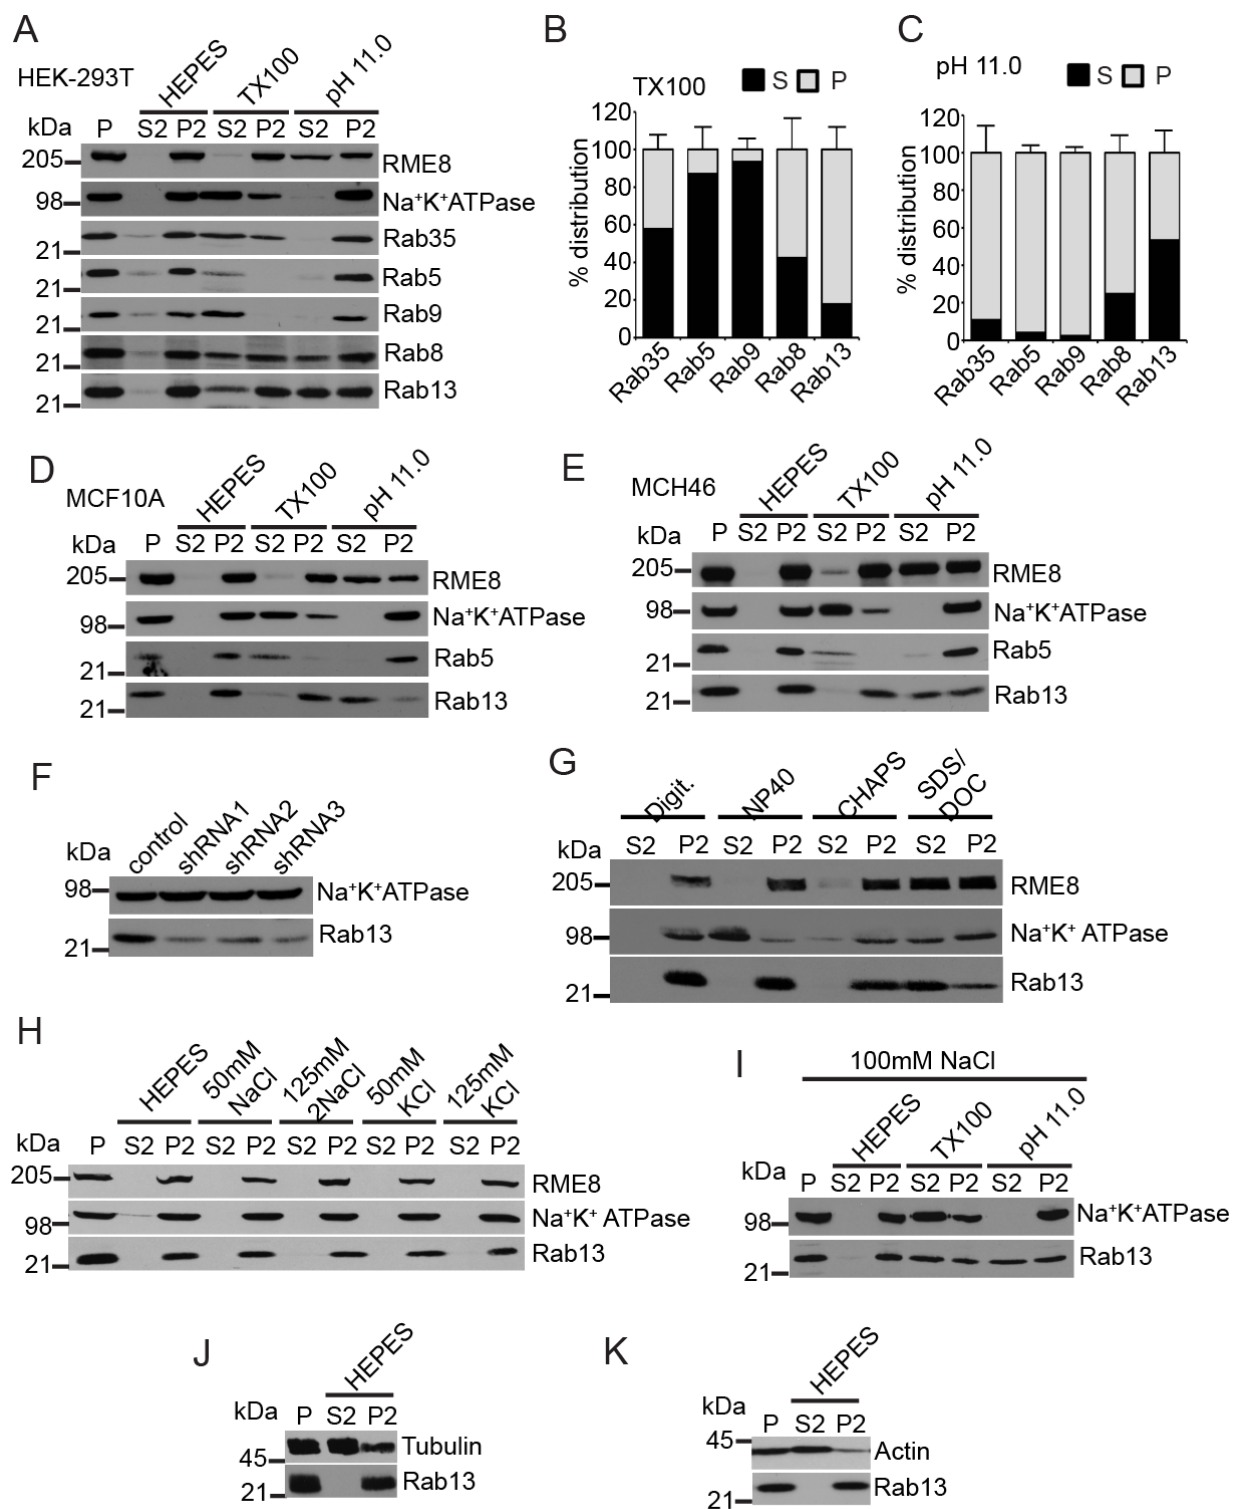 A
HEK-293T
HEPES TX100 pH 11.0
kDa P S2 P2 S2 P2 S2 P2
205 RME8
98 Na⁺K⁺ATPase
21 Rab35
21 Rab5
21 Rab9
21 Rab8
21 Rab13
B
TX100 S P
% distribution
120
100
80
60
40
20
0
Rab35 Rab5 Rab9 Rab8 Rab13
C
pH 11.0 S P
% distribution
120
100
80
60
40
20
0
Rab35 Rab5 Rab9 Rab8 Rab13
D
MCF10A
HEPES TX100 pH 11.0
kDa P S2 P2 S2 P2 S2 P2
205 RME8
98 Na⁺K⁺ATPase
21 Rab5
21 Rab13
E
MCH46
HEPES TX100 pH 11.0
kDa P S2 P2 S2 P2 S2 P2
205 RME8
98 Na⁺K⁺ATPase
21 Rab5
21 Rab13
F
control shRNA1 shRNA2 shRNA3
kDa
98 Na⁺K⁺ATPase
21 Rab13
G
Digit. NP40 CHAPS SDS/
DOC
kDa S2 P2 S2 P2 S2 P2 S2 P2
205 RME8
98 Na⁺K⁺ ATPase
21 Rab13
H
HEPES 50mM NaCl 125mM 2NaCl 50mM KCl 125mM KCl
kDa P S2 P2 S2 P2 S2 P2 S2 P2 S2 P2
205 RME8
98 Na⁺K⁺ ATPase
21 Rab13
I
100mM NaCl
HEPES TX100 pH 11.0
kDa P S2 P2 S2 P2 S2 P2
98 Na⁺K⁺ATPase
21 Rab13
J
HEPES
kDa P S2 P2
45 Tubulin
21 Rab13
K
HEPES
kDa P S2 P2
45 Actin
21 Rab13